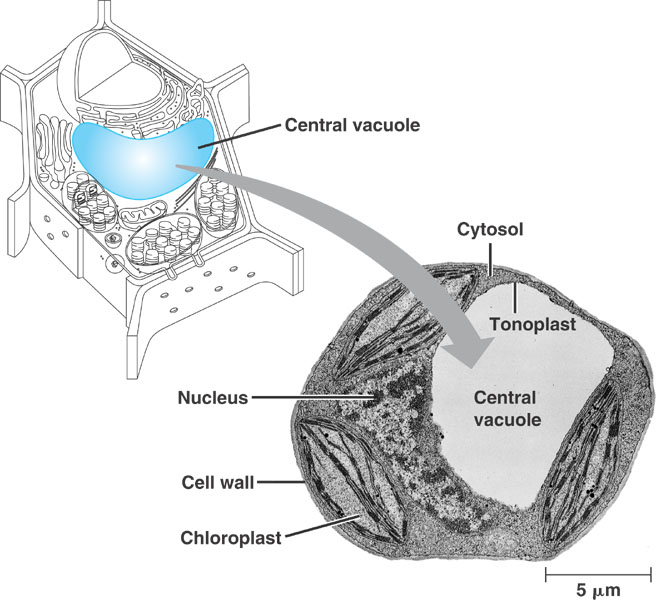 Central vacuole
Cytosol
Tonoplast
Nucleus
Central
vacuole
Cell wall
Chloroplast
5 μm